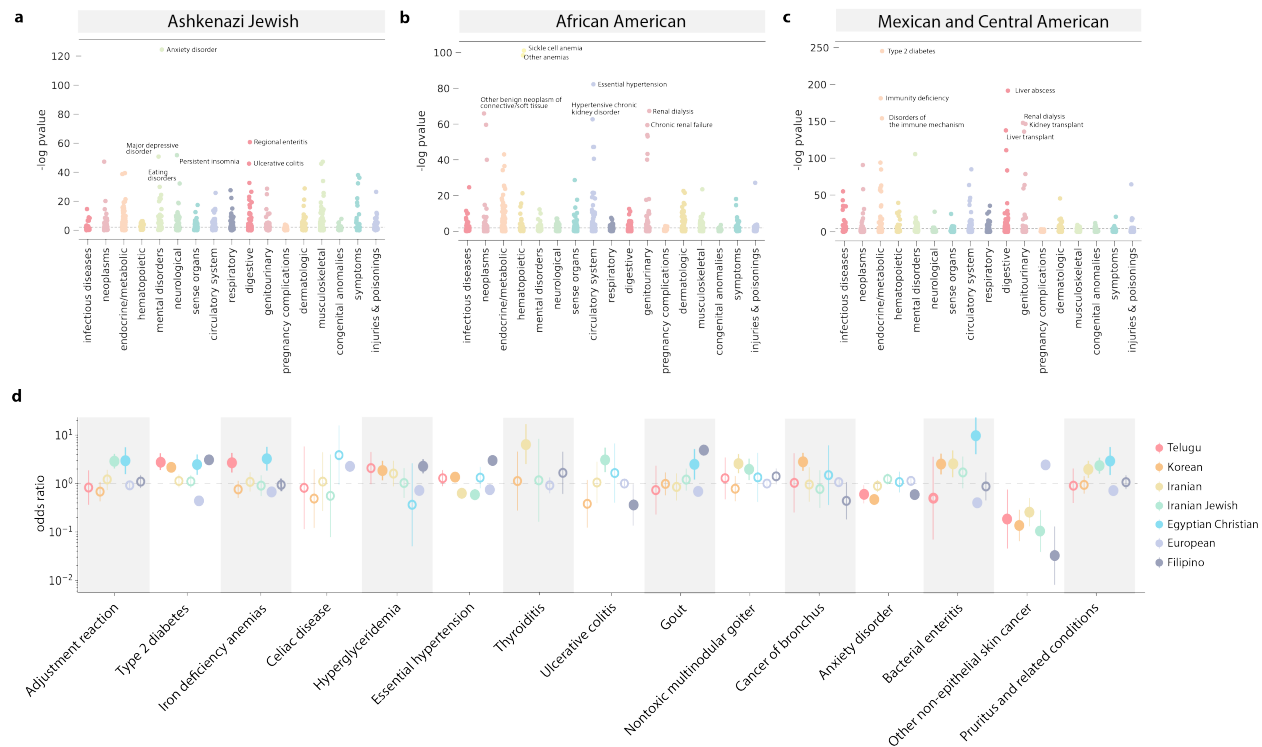 a
Ashkenazi Jewish
-log pvalue
120
100
80
60
40
20
0
Anxiety disorder
Major depressive
disorder
Persistent insomnia
Eating
disorders
Regional enteritis
Ulcerative colitis
infectious diseases
neoplasms
endocrine/metabolic
hematopoietic
mental disorders
neurological
sense organs
circulatory system
respiratory
digestive
genitourinary
pregnancy complications
dermatologic
musculoskeletal
congenital anomalies
symptoms
injuries & poisonings
b
African American
-log pvalue
100
80
60
40
20
0
Sickle cell anemia
Other anemias
Essential hypertension
Other benign neoplasm of
connective/soft tissue
Hypertensive chronic
kidney disorder
Renal dialysis
Chronic renal failure
infectious diseases
neoplasms
endocrine/metabolic
hematopoietic
mental disorders
neurological
sense organs
circulatory system
respiratory
digestive
genitourinary
pregnancy complications
dermatologic
musculoskeletal
congenital anomalies
symptoms
injuries & poisonings
c
Mexican and Central American
-log pvalue
250
200
150
100
50
0
Type 2 diabetes
Immunity deficiency
Disorders of
the immune mechanism
Liver abscess
Renal dialysis
Kidney transplant
Liver transplant
infectious diseases
neoplasms
endocrine/metabolic
hematopoietic
mental disorders
neurological
sense organs
circulatory system
respiratory
digestive
genitourinary
pregnancy complications
dermatologic
musculoskeletal
congenital anomalies
symptoms
injuries & poisonings
d
odds ratio
10¹
10⁰
10⁻¹
10⁻²
Adjustment reaction
Type 2 diabetes
Iron deficiency anemias
Celiac disease
Hyperglyceridemia
Essential hypertension
Thyroiditis
Ulcerative colitis
Gout
Nontoxic multinodular goiter
Cancer of bronchus
Anxiety disorder
Bacterial enteritis
Other non-epithelial skin cancer
Pruritus and related conditions
Telugu
Korean
Iranian
Iranian Jewish
Egyptian Christian
European
Filipino